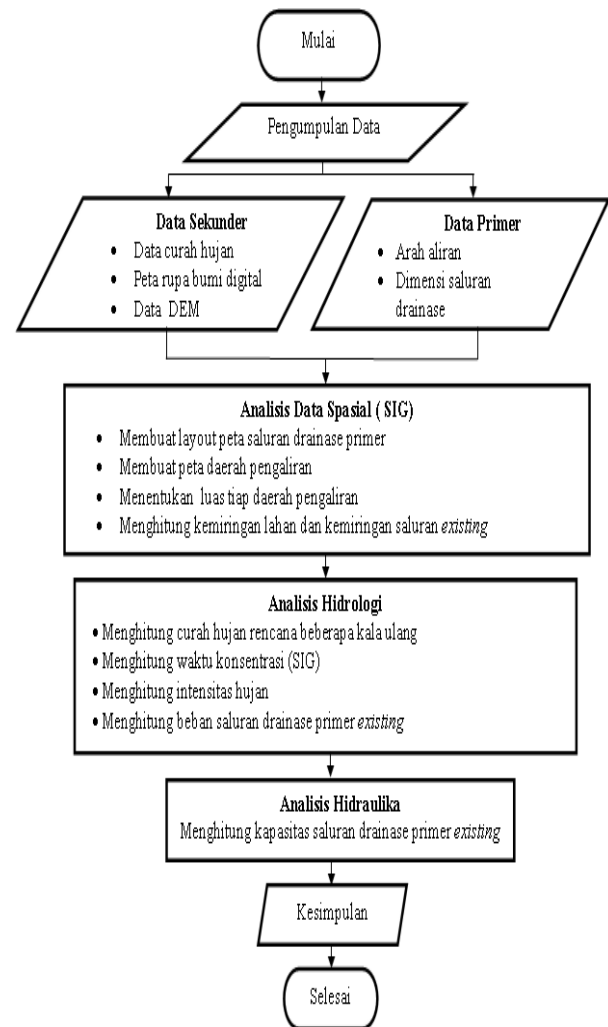 Mulai
Pengumpulan Data
Data Sekunder
• Data curah hujan
• Peta rupa bumi digital
• Data DEM
Data Primer
• Arah aliran
• Dimensi saluran
drainase
Analisis Data Spasial ( SIG)
• Membuat layout peta saluran drainase primer
• Membuat peta daerah pengaliran
• Menentukan luas tiap daerah pengaliran
• Menghitung kemiringan lahan dan kemiringan saluran existing
Analisis Hidrologi
• Menghitung curah hujan rencana beberapa kala ulang
• Menghitung waktu konsentrasi (SIG)
• Menghitung intensitas hujan
• Menghitung beban saluran drainase primer existing
Analisis Hidraulika
Menghitung kapasitas saluran drainase primer existing
Kesimpulan
Selesai